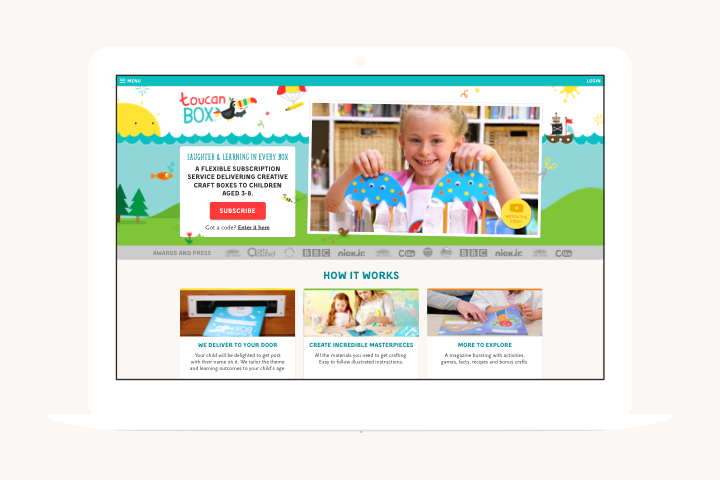 MENU
LOGIN
toucan
BOX
LAUGHTER & LEARNING IN EVERY BOX
A FLEXIBLE SUBSCRIPTION
SERVICE DELIVERING CREATIVE
CRAFT BOXES TO CHILDREN
AGED 3-8.
SUBSCRIBE
Got a code? Enter it here
WATCH THE
VIDEO
AWARDS AND PRESS
BBC
nick jr.
BBC
nick jr.
HOW IT WORKS
WE DELIVER TO YOUR DOOR
Your child will be delighted to get post
with their name on it. We tailor the theme
and learning outcomes to your child's age.
CREATE INCREDIBLE MASTERPIECES
All the materials you need to get crafting.
Easy to follow illustrated instructions.
MORE TO EXPLORE
A magazine bursting with activities,
games, facts, recipes and bonus crafts.